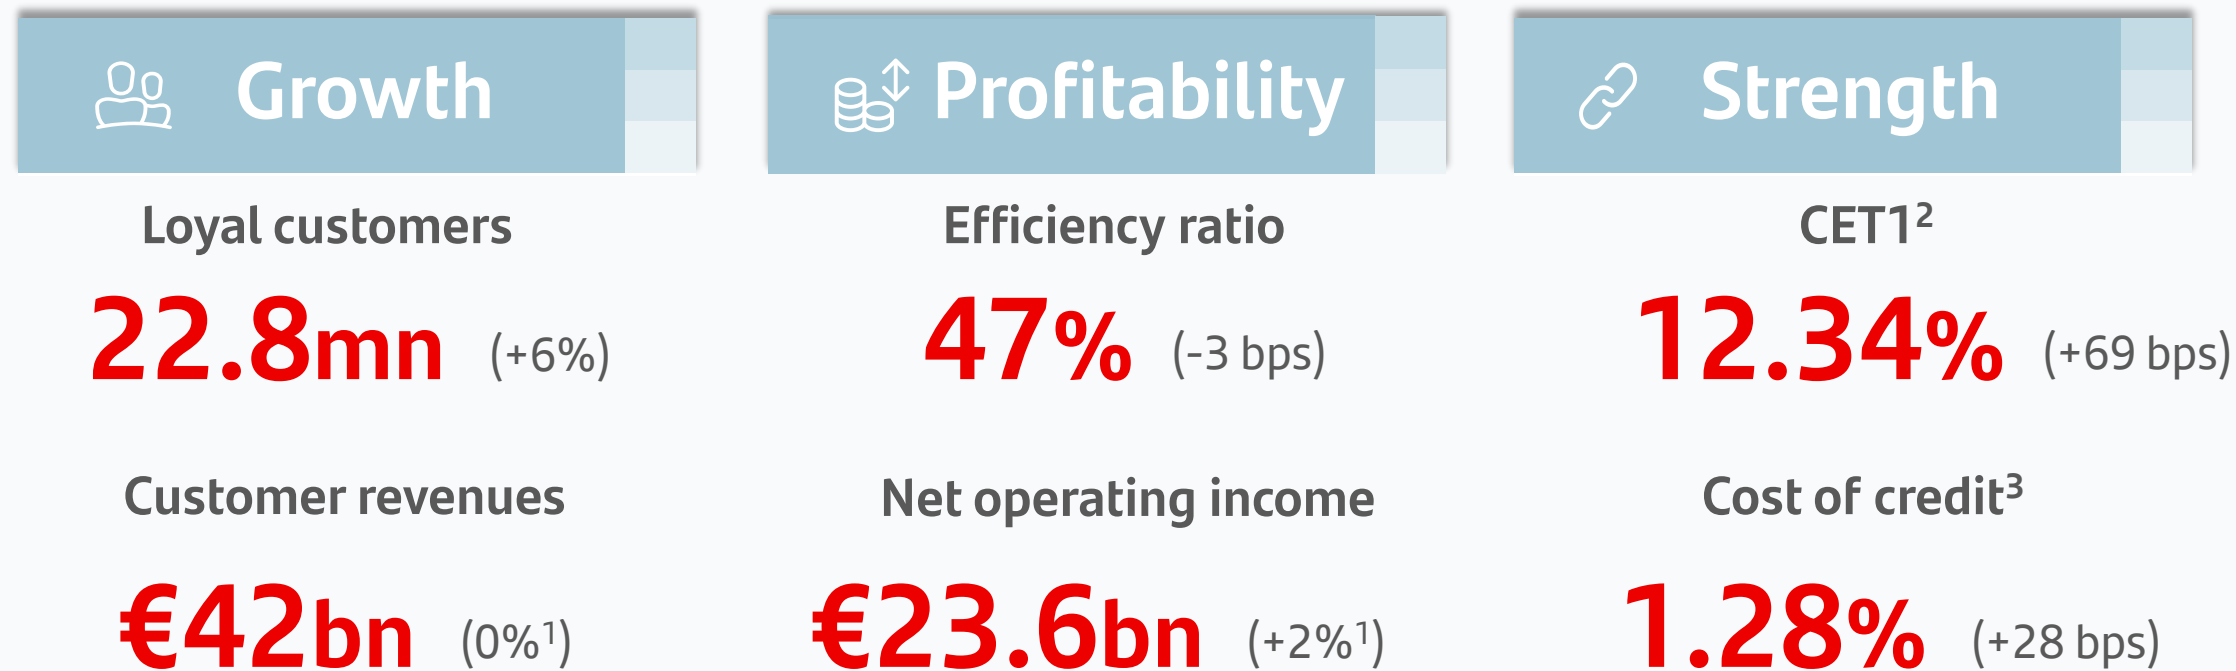 Growth
Loyal customers
22.8mn (+6%)
Customer revenues
€42bn (0%¹)
Profitability
Efficiency ratio
47% (-3 bps)
Net operating income
€23.6bn (+2%¹)
Strength
CET1²
12.34% (+69 bps)
Cost of credit³
1.28% (+28 bps)